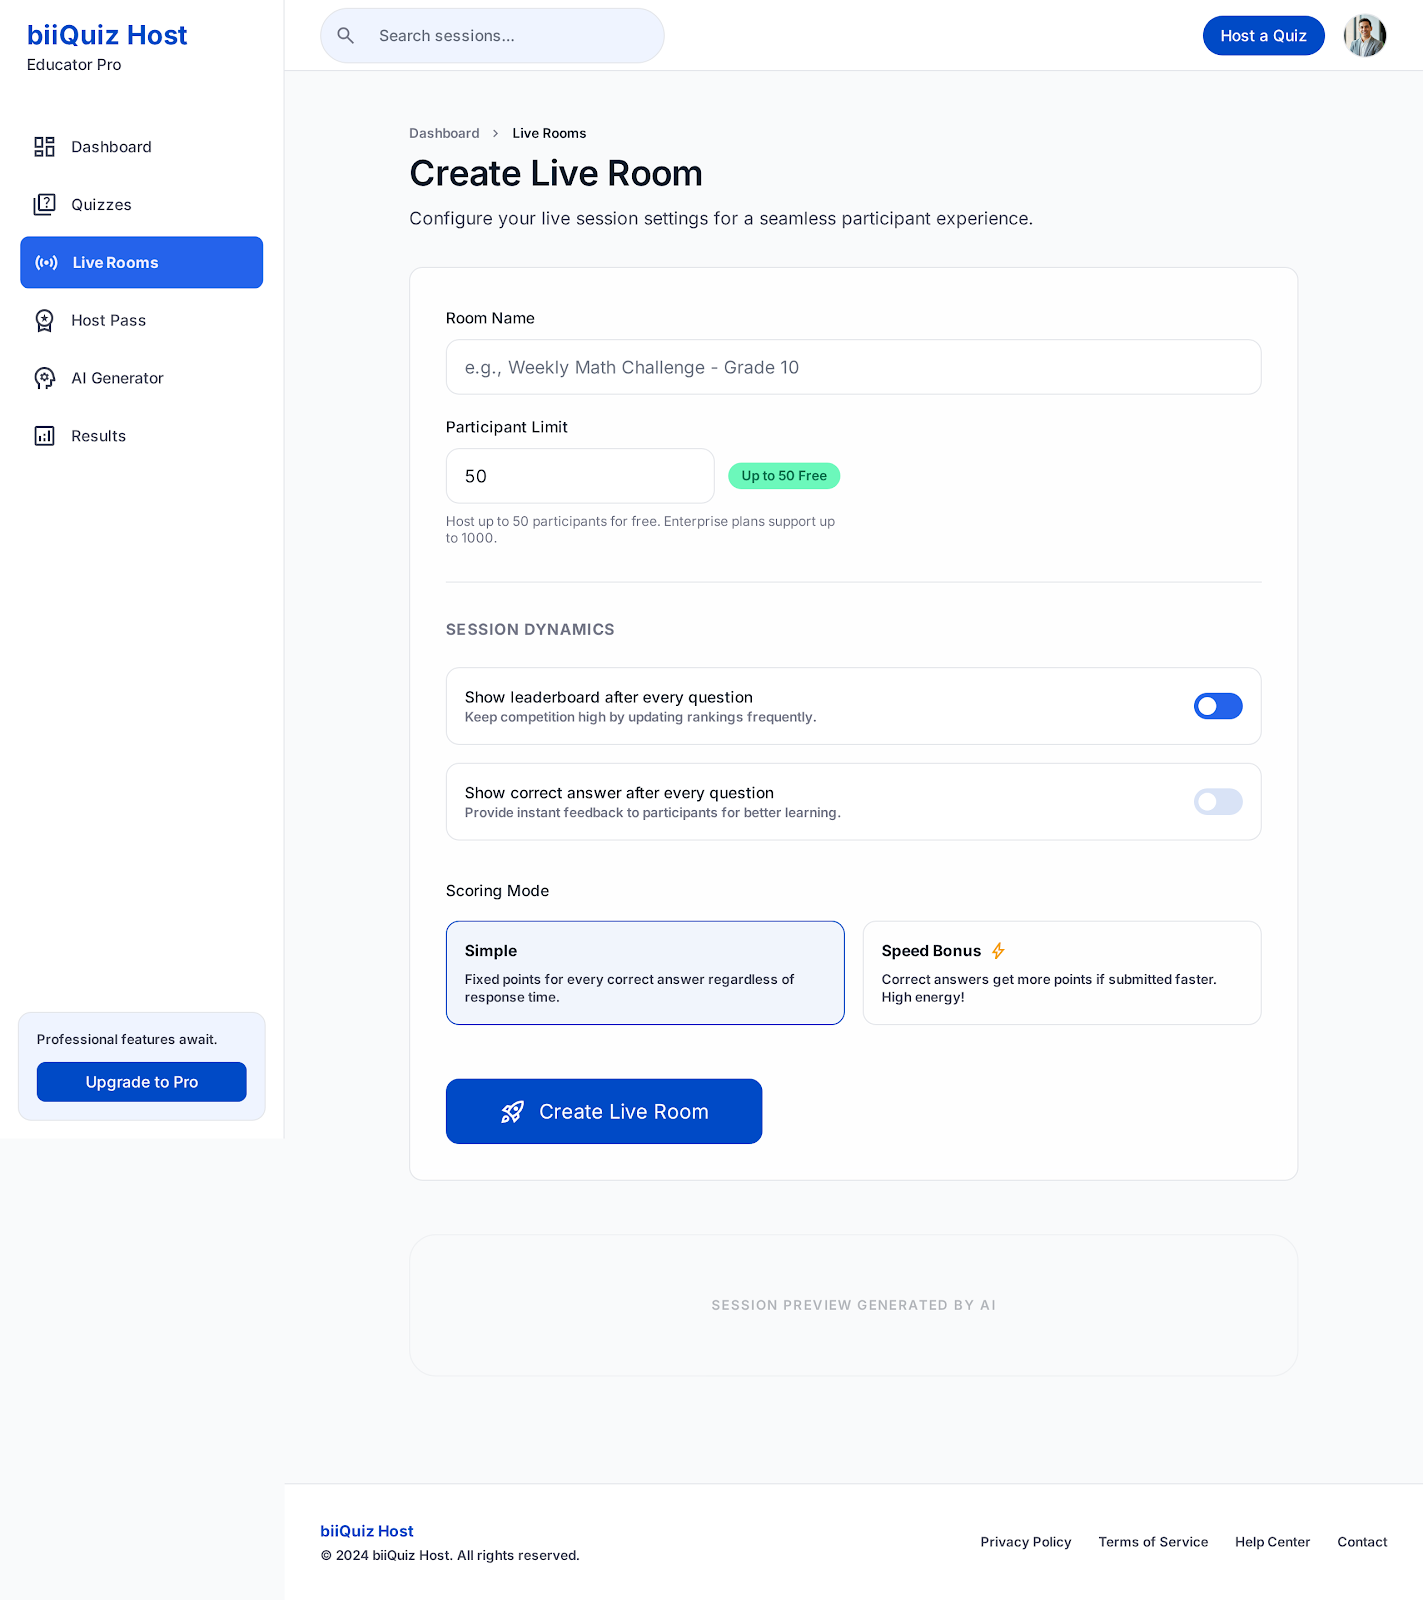 biiQuiz Host
Educator Pro
Dashboard
Quizzes
Live Rooms
Host Pass
AI Generator
Results
Professional features await.
Upgrade to Pro
Search sessions...
Host a Quiz
Dashboard > Live Rooms
Create Live Room
Configure your live session settings for a seamless participant experience.
Room Name
e.g., Weekly Math Challenge - Grade 10
Participant Limit
50
Up to 50 Free
Host up to 50 participants for free. Enterprise plans support up
to 1000.
SESSION DYNAMICS
Show leaderboard after every question
Keep competition high by updating rankings frequently.
Show correct answer after every question
Provide instant feedback to participants for better learning.
Scoring Mode
Simple
Fixed points for every correct answer regardless of
response time.
Speed Bonus
Correct answers get more points if submitted faster.
High energy!
Create Live Room
SESSION PREVIEW GENERATED BY AI
biiQuiz Host
© 2024 biiQuiz Host. All rights reserved.
Privacy Policy
Terms of Service
Help Center
Contact